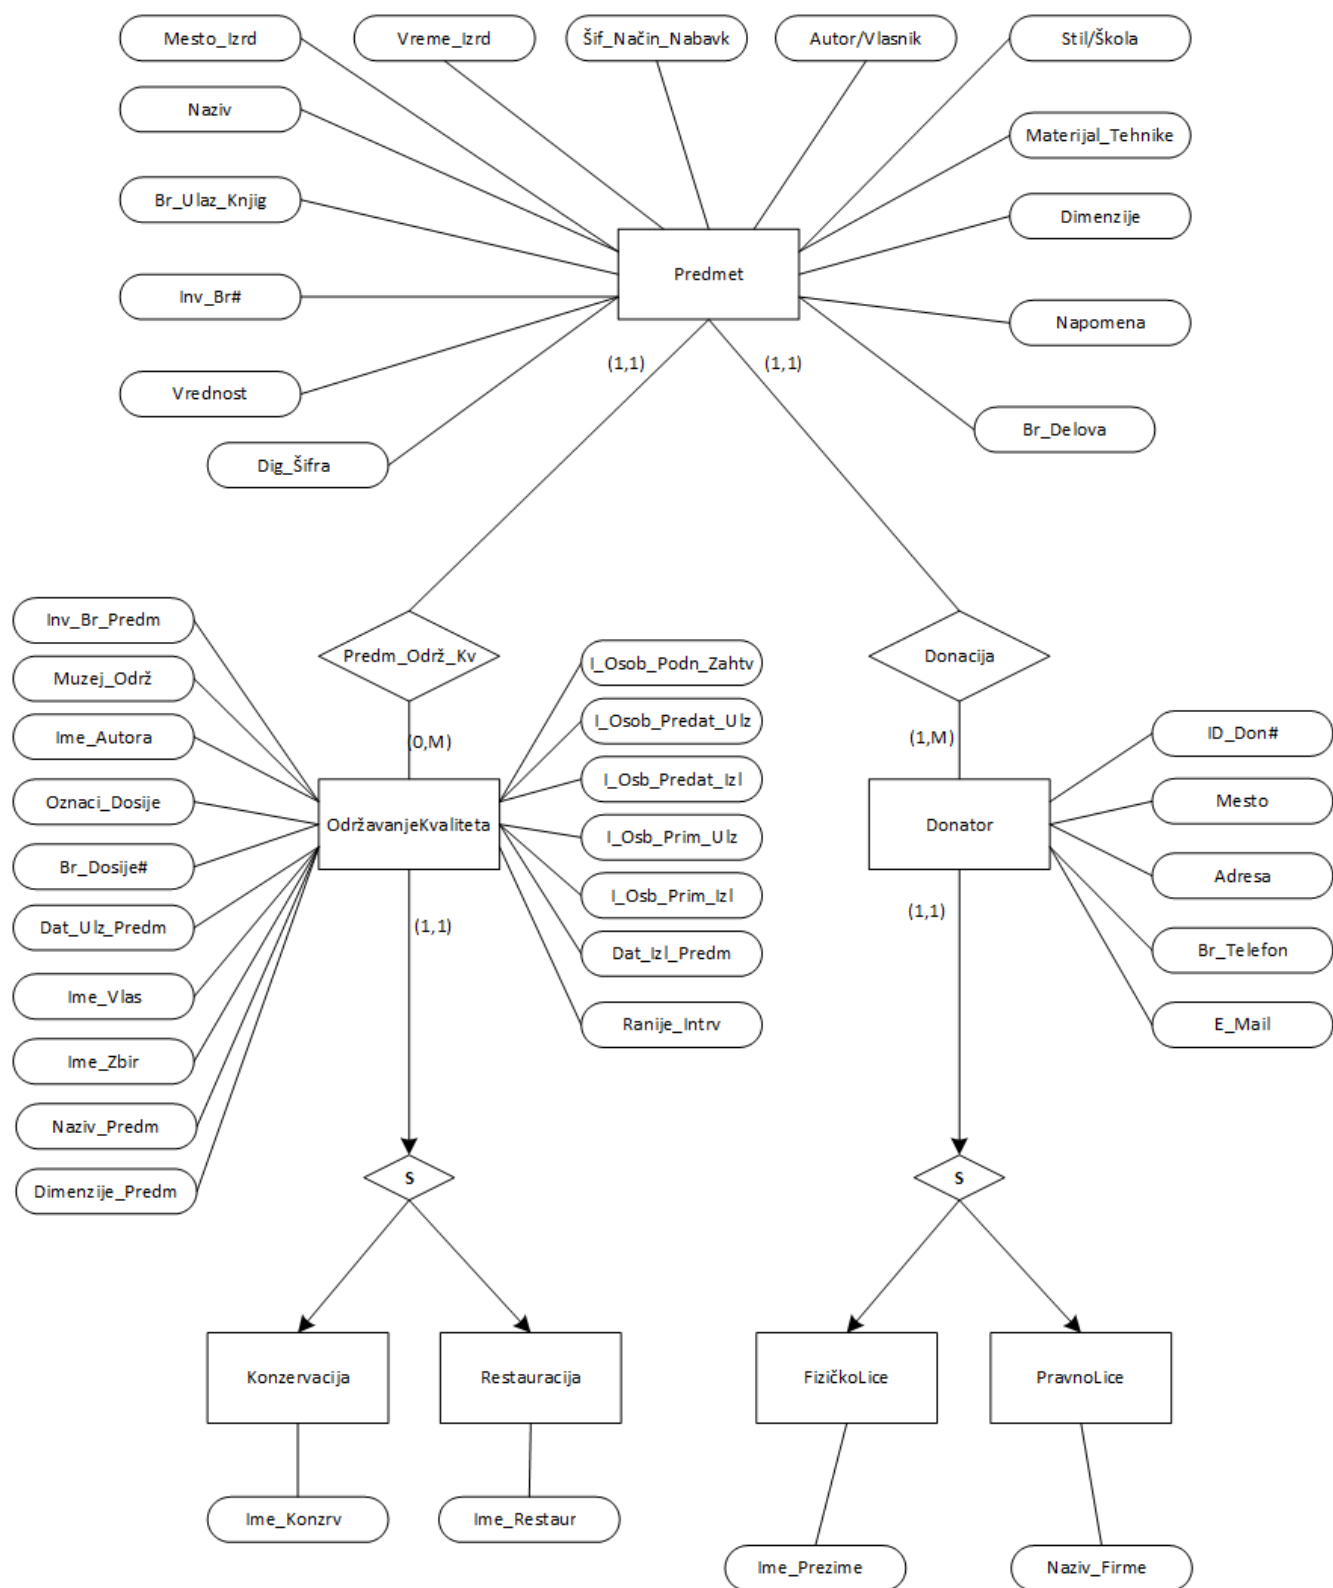 Mesto_Izrd
Vreme_Izrd
Šif_Način_Nabavk
Autor/Vlasnik
Stil/Škola
Naziv
Materijal_Tehnike
Br_Ulaz_Knjig
Dimenzije
Predmet
Inv_Br#
Napomena
(1,1)
(1,1)
Vrednost
Br_Delova
Dig_Šifra
Inv_Br_Predm
Predm_Održ_Kv
I_Osob_Podn_Zahtv
Donacija
Muzej_Održ
I_Osob_Predat_Ulz
Ime_Autora
(0,M)
(1,M)
ID_Don#
I_Osb_Predat_Izl
Oznaci_Dosije
Mesto
OdržavanjeKvaliteta
I_Osb_Prim_Ulz
Donator
Br_Dosije#
Adresa
I_Osb_Prim_Izl
Dat_Ulz_Predm
(1,1)
(1,1)
Dat_Izl_Predm
Br_Telefon
Ime_Vlas
Ranije_Intrv
E_Mail
Ime_Zbir
Naziv_Predm
Dimenzije_Predm
S
S
Konzervacija
Restauracija
FizičkoLice
PravnoLice
Ime_Konzrv
Ime_Restaur
Ime_Prezime
Naziv_Firme